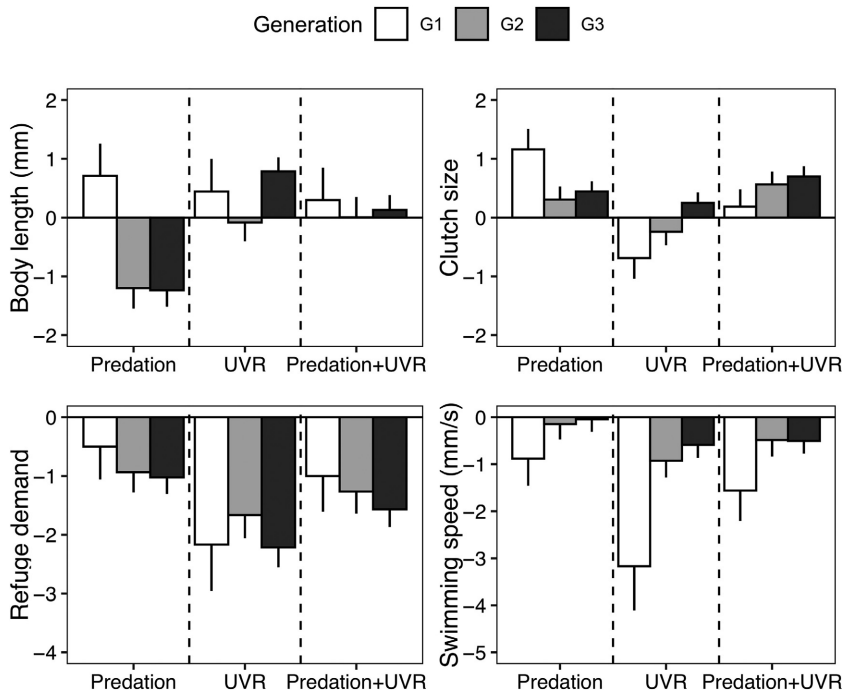 Generation G1 G2 G3
Body length (mm)
2
1
0
−1
−2
Predation UVR Predation+UVR
Clutch size
2
1
0
−1
−2
Predation UVR Predation+UVR
Refuge demand
0
−1
−2
−3
−4
Predation UVR Predation+UVR
Swimming speed (mm/s)
0
−1
−2
−3
−4
−5
Predation UVR Predation+UVR